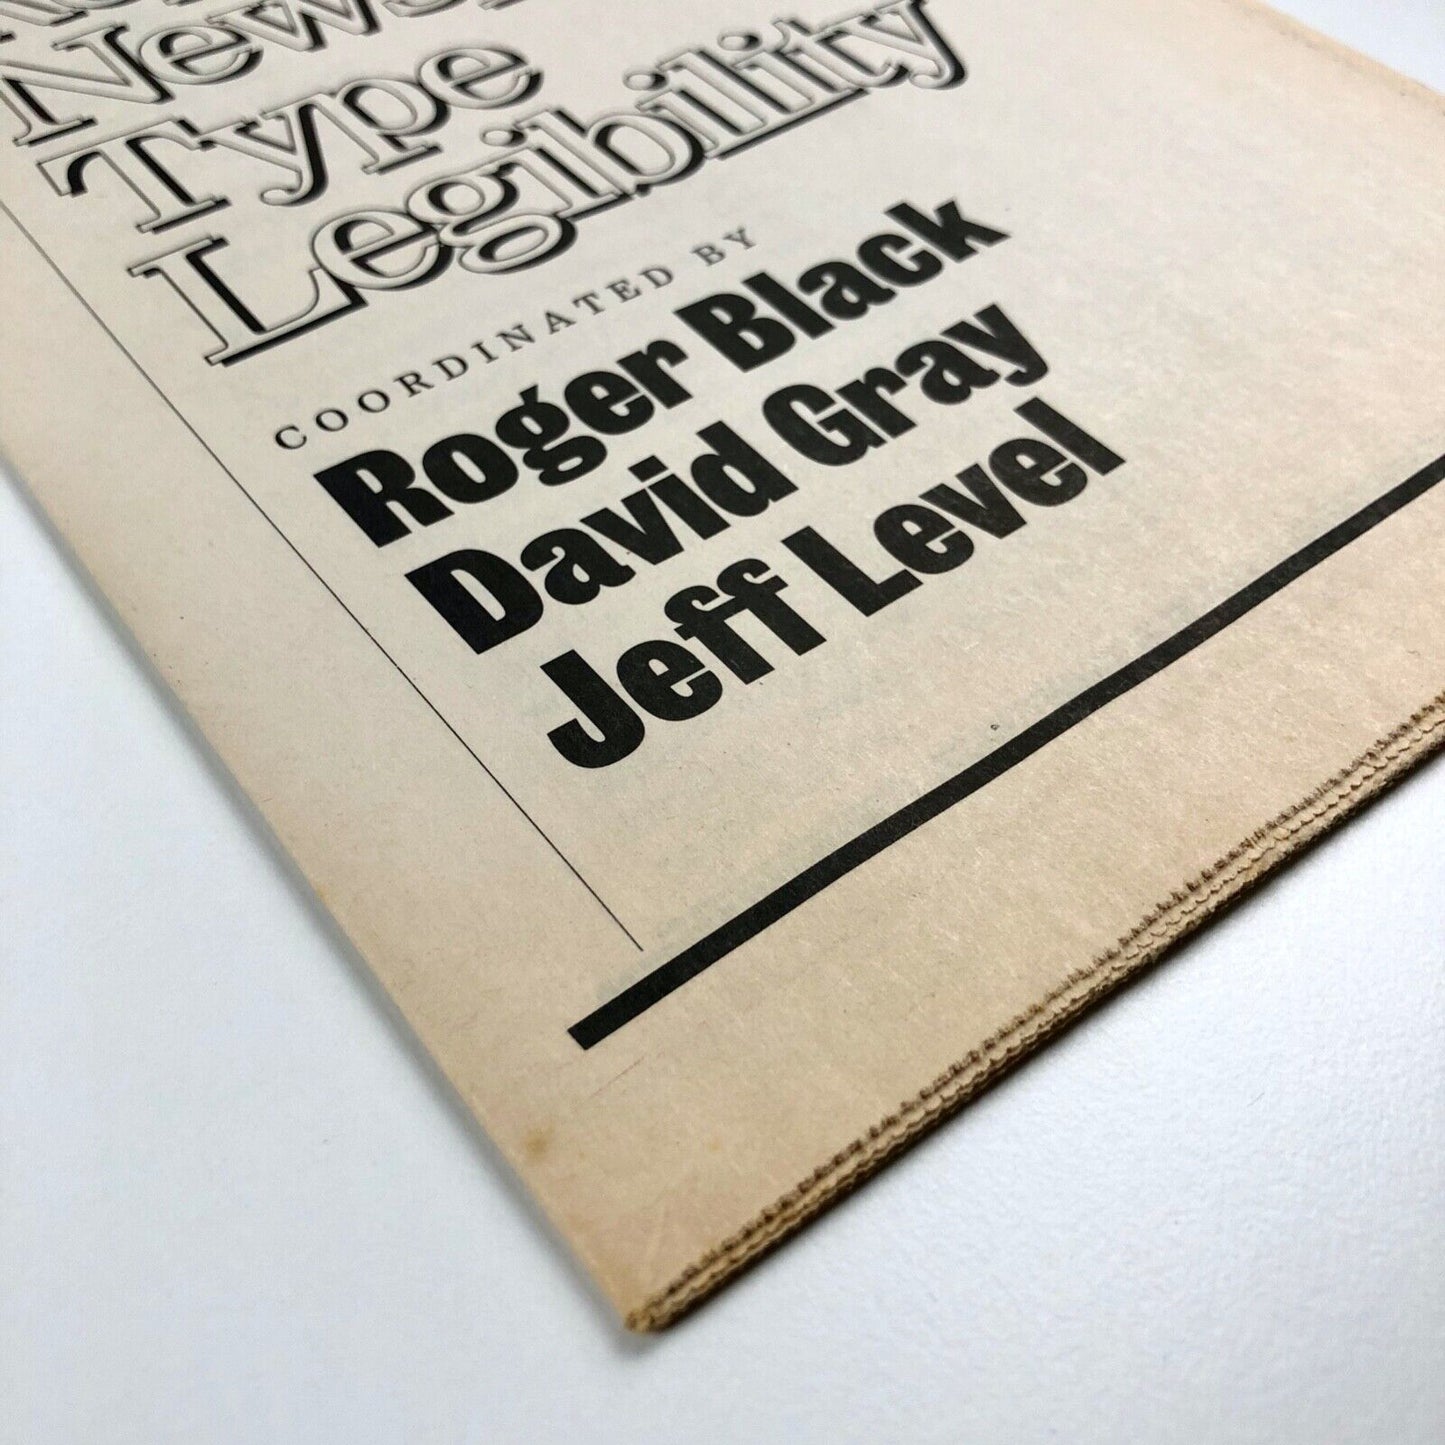 Type
Legibility
COORDINATED BY
Roger Black
David Gray
Jeff Level